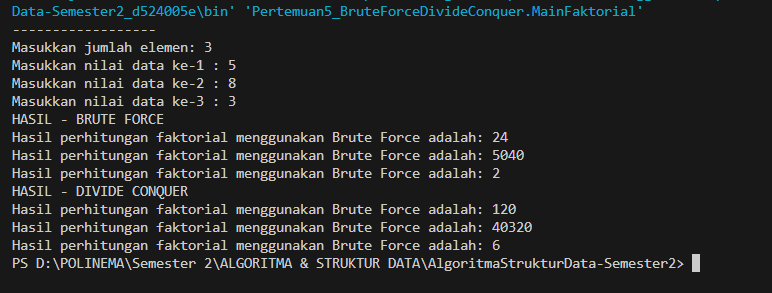 Data-Semester2_d524005e\bin' 'Pertemuan5_BruteForceDivideConquer.MainFaktorial'
------------------
Masukkan jumlah elemen: 3
Masukkan nilai data ke-1 : 5
Masukkan nilai data ke-2 : 8
Masukkan nilai data ke-3 : 3
HASIL - BRUTE FORCE
Hasil perhitungan faktorial menggunakan Brute Force adalah: 24
Hasil perhitungan faktorial menggunakan Brute Force adalah: 5040
Hasil perhitungan faktorial menggunakan Brute Force adalah: 2
HASIL - DIVIDE CONQUER
Hasil perhitungan faktorial menggunakan Brute Force adalah: 120
Hasil perhitungan faktorial menggunakan Brute Force adalah: 40320
Hasil perhitungan faktorial menggunakan Brute Force adalah: 6
PS D:\POLINEMA\Semester 2\ALGORITMA & STRUKTUR DATA\AlgoritmaStrukturData-Semester2>